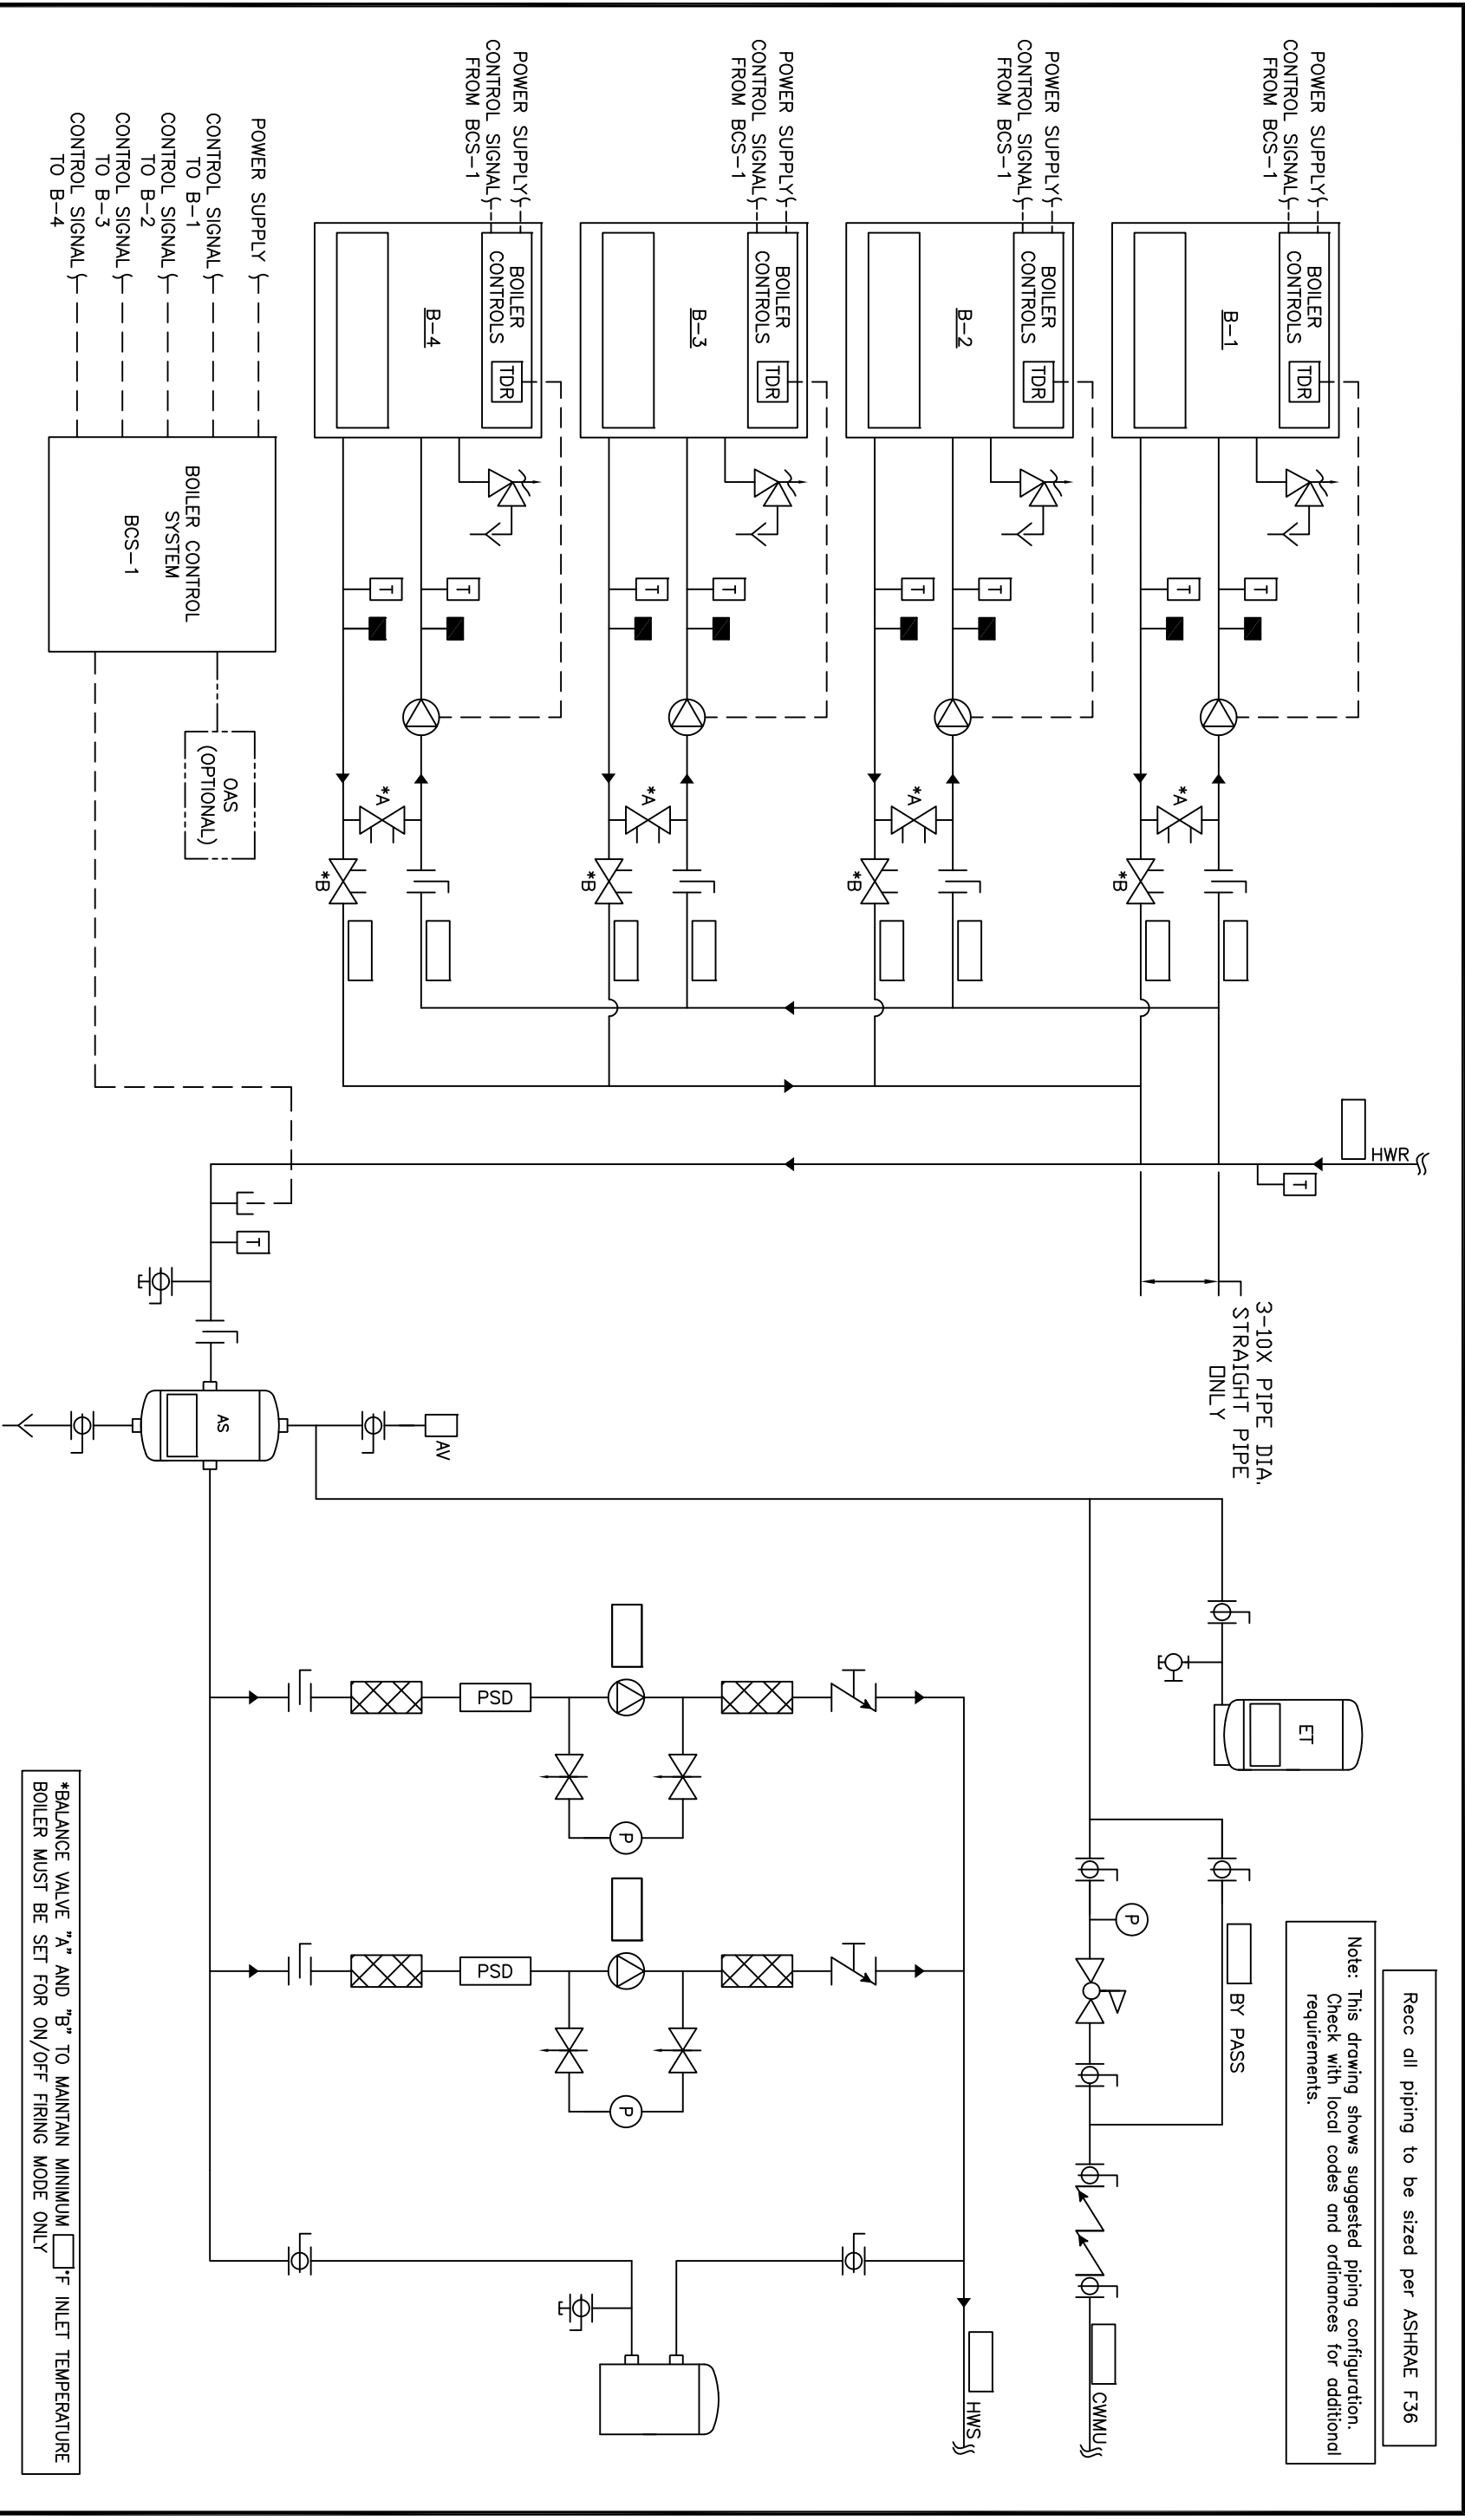 POWER SUPPLY
CONTROL SIGNAL
FROM BCS-1
BOILER
CONTROLS
TDR
B-1
T
T
*A
*B
POWER SUPPLY
CONTROL SIGNAL
FROM BCS-1
BOILER
CONTROLS
TDR
B-2
T
T
*A
*B
POWER SUPPLY
CONTROL SIGNAL
FROM BCS-1
BOILER
CONTROLS
TDR
B-3
T
T
*A
*B
POWER SUPPLY
CONTROL SIGNAL
FROM BCS-1
BOILER
CONTROLS
TDR
B-4
T
T
*A
*B
POWER SUPPLY
CONTROL SIGNAL
TO B-1
CONTROL SIGNAL
TO B-2
CONTROL SIGNAL
TO B-3
CONTROL SIGNAL
TO B-4
BOILER CONTROL
SYSTEM
BCS-1
OAS
(OPTIONAL)
HWR
T
T
3-10X PIPE DIA.
STRAIGHT PIPE
ONLY
AS
AV
ET
PSD
P
PSD
P
P
BY PASS
CWMU
HWS
Recc all piping to be sized per ASHRAE F36
Note: This drawing shows suggested piping configuration.
Check with local codes and ordinances for additional
requirements.
*BALANCE VALVE "A" AND "B" TO MAINTAIN MINIMUM °F INLET TEMPERATURE
BOILER MUST BE SET FOR ON/OFF FIRING MODE ONLY